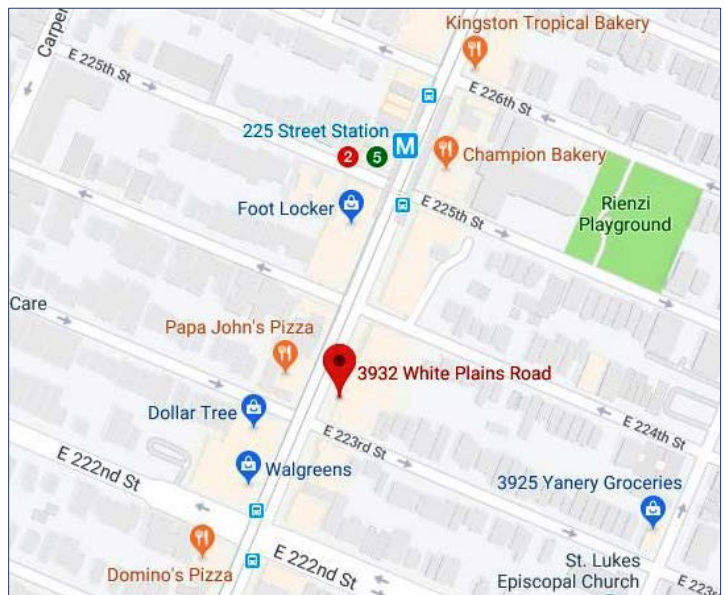 Kingston Tropical Bakery
Carper
E 225th St
E 226th St
225 Street Station
2 5
M
Champion Bakery
Foot Locker
E 225th St
Rienzi
Playground
Care
Papa John's Pizza
3932 White Plains Road
Dollar Tree
E 223rd St
E 224th St
E 222nd St
Walgreens
3925 Yanery Groceries
Domino's Pizza
E 222nd St
St. Lukes
Episcopal Church
E 223r